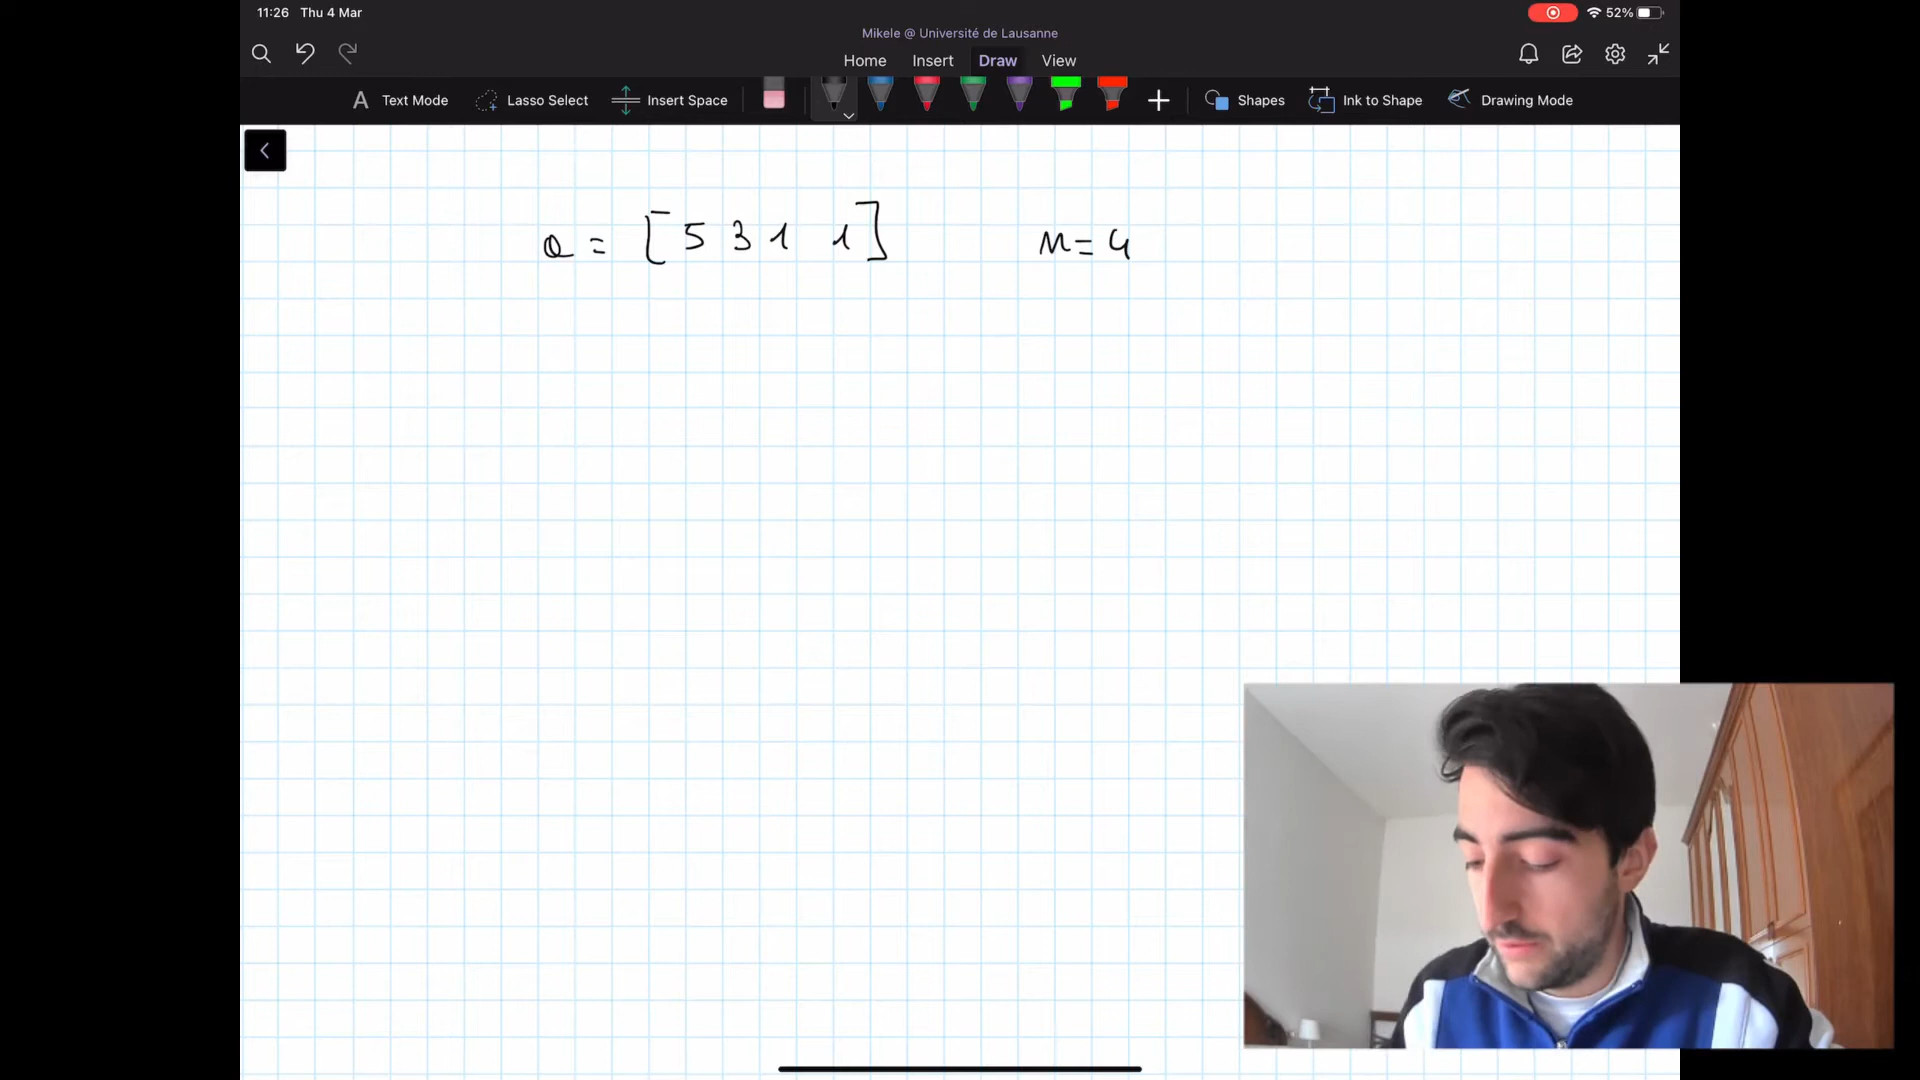 11:26 Thu 4 Mar
52%
Mikele @ Université de Lausanne
Home Insert Draw View
Text Mode Lasso Select Insert Space Shapes Ink to Shape Drawing Mode
a = [ 5 3 1 1 ] n = 4